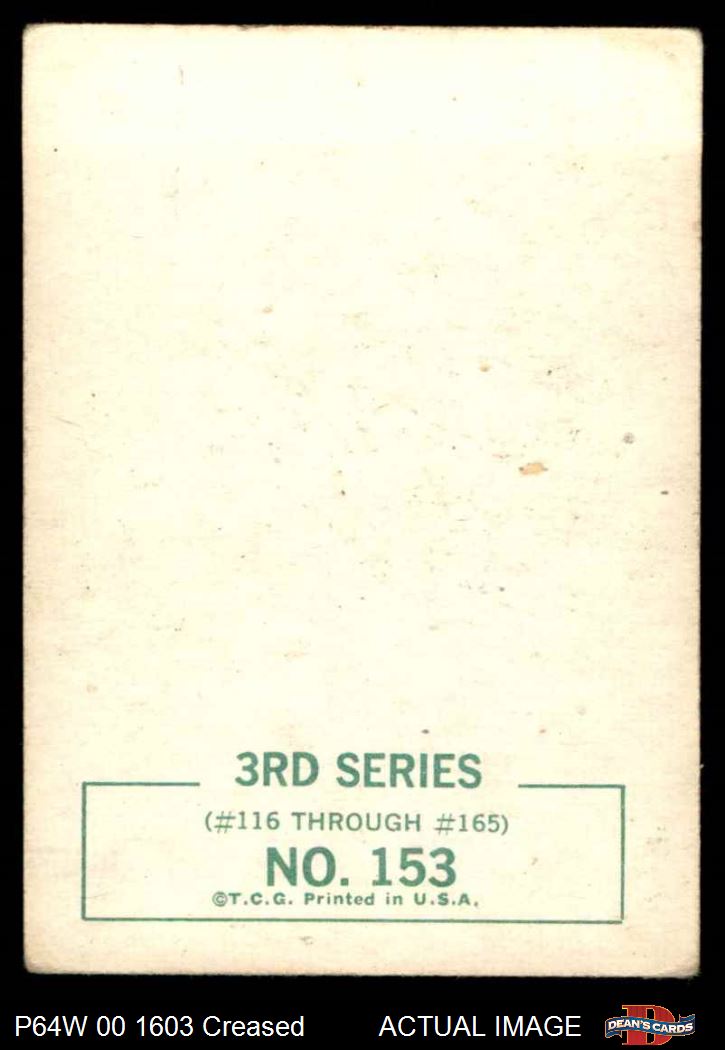 3RD SERIES
(#116 THROUGH #165)
NO. 153
©T.C.G. Printed in U.S.A.
P64W 00 1603 Creased ACTUAL IMAGE
DEAN'S CARDS